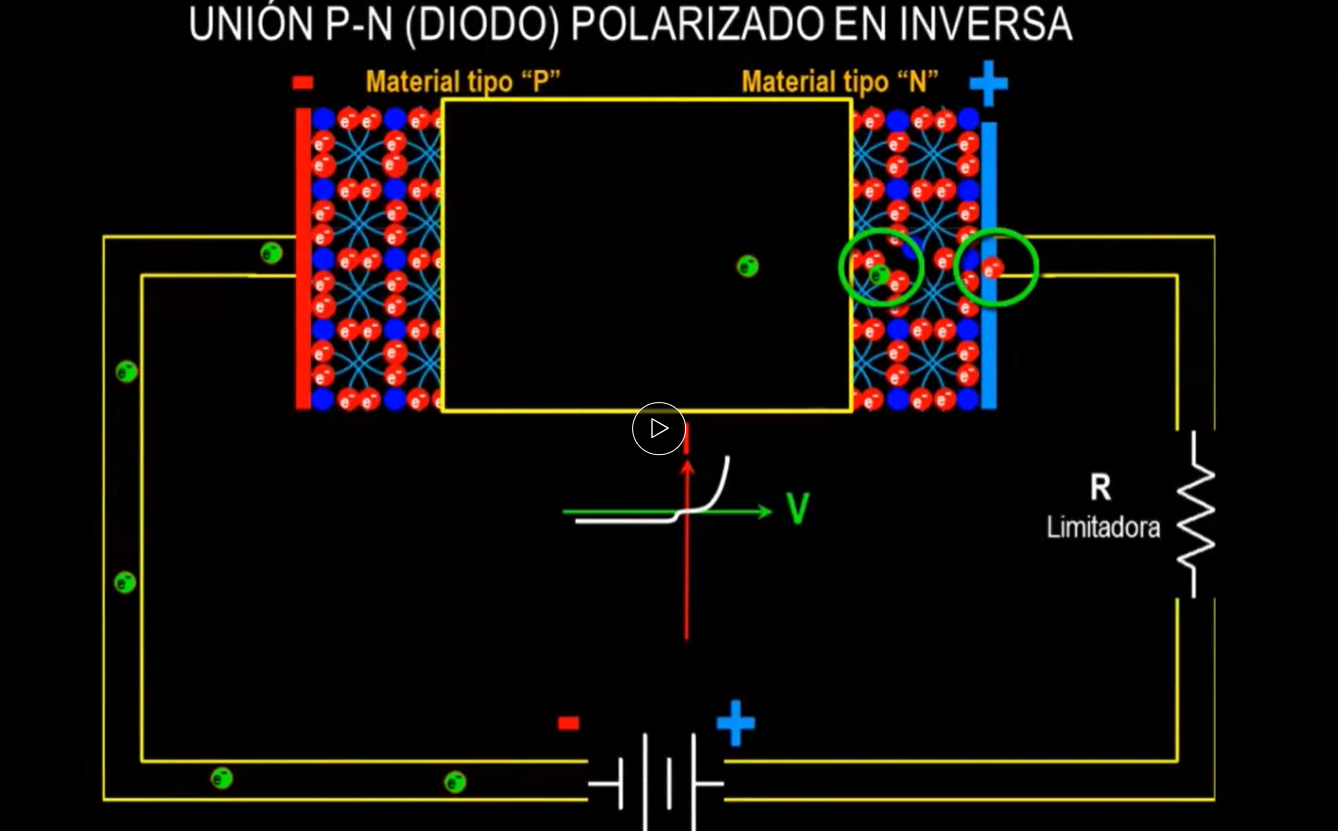 UNIÓN P-N (DIODO) POLARIZADO EN INVERSA
- Material tipo “P” Material tipo “N” +
I
V
R
Limitadora
- +